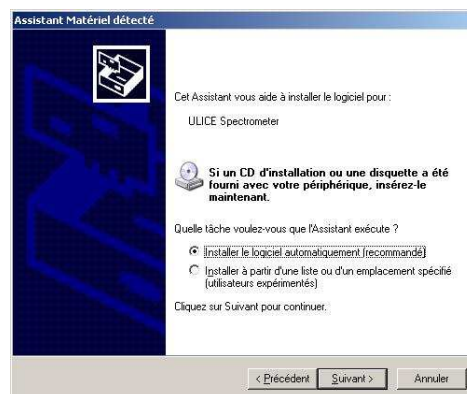 Assistant Matériel détecté
Cet Assistant vous aide à installer le logiciel pour :
ULICE Spectrometer
Si un CD d'installation ou une disquette a été
fourni avec votre périphérique, insérez-le
maintenant.
Quelle tâche voulez-vous que l'Assistant exécute ?
Installer le logiciel automatiquement (recommandé)
Installer à partir d'une liste ou d'un emplacement spécifié
(utilisateurs expérimentés)
Cliquez sur Suivant pour continuer.
< Précédent
Suivant >
Annuler